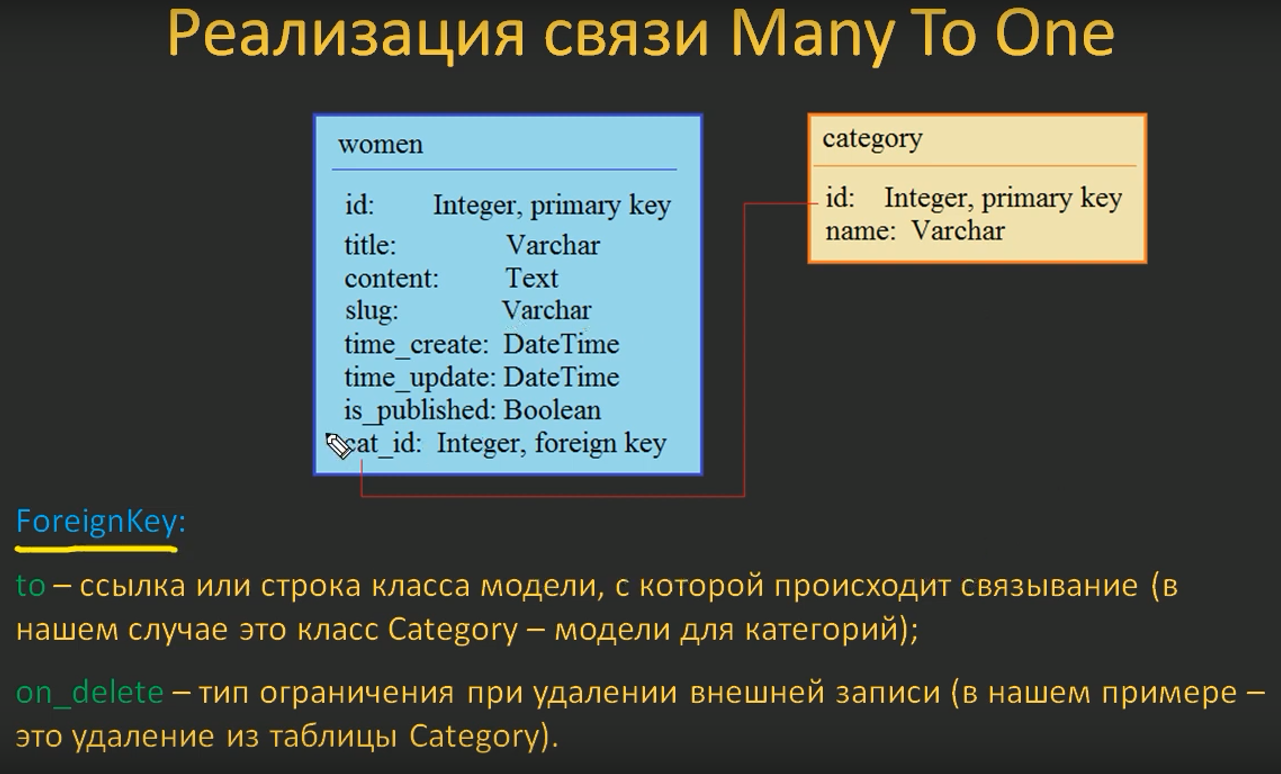 Реализация связи Many To One
women
id: Integer, primary key
title: Varchar
content: Text
slug: Varchar
time_create: DateTime
time_update: DateTime
is_published: Boolean
cat_id: Integer, foreign key
category
id: Integer, primary key
name: Varchar
ForeignKey:
to – ссылка или строка класса модели, с которой происходит связывание (в
нашем случае это класс Category – модели для категорий);
on_delete – тип ограничения при удалении внешней записи (в нашем примере –
это удаление из таблицы Category).